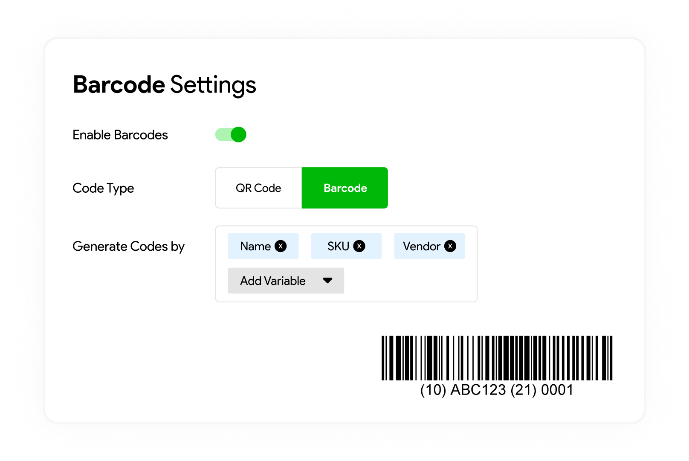 Barcode Settings
Enable Barcodes
Code Type
QR Code
Barcode
Generate Codes by
Name x
SKU x
Vendor x
Add Variable
(10) ABC123 (21) 0001